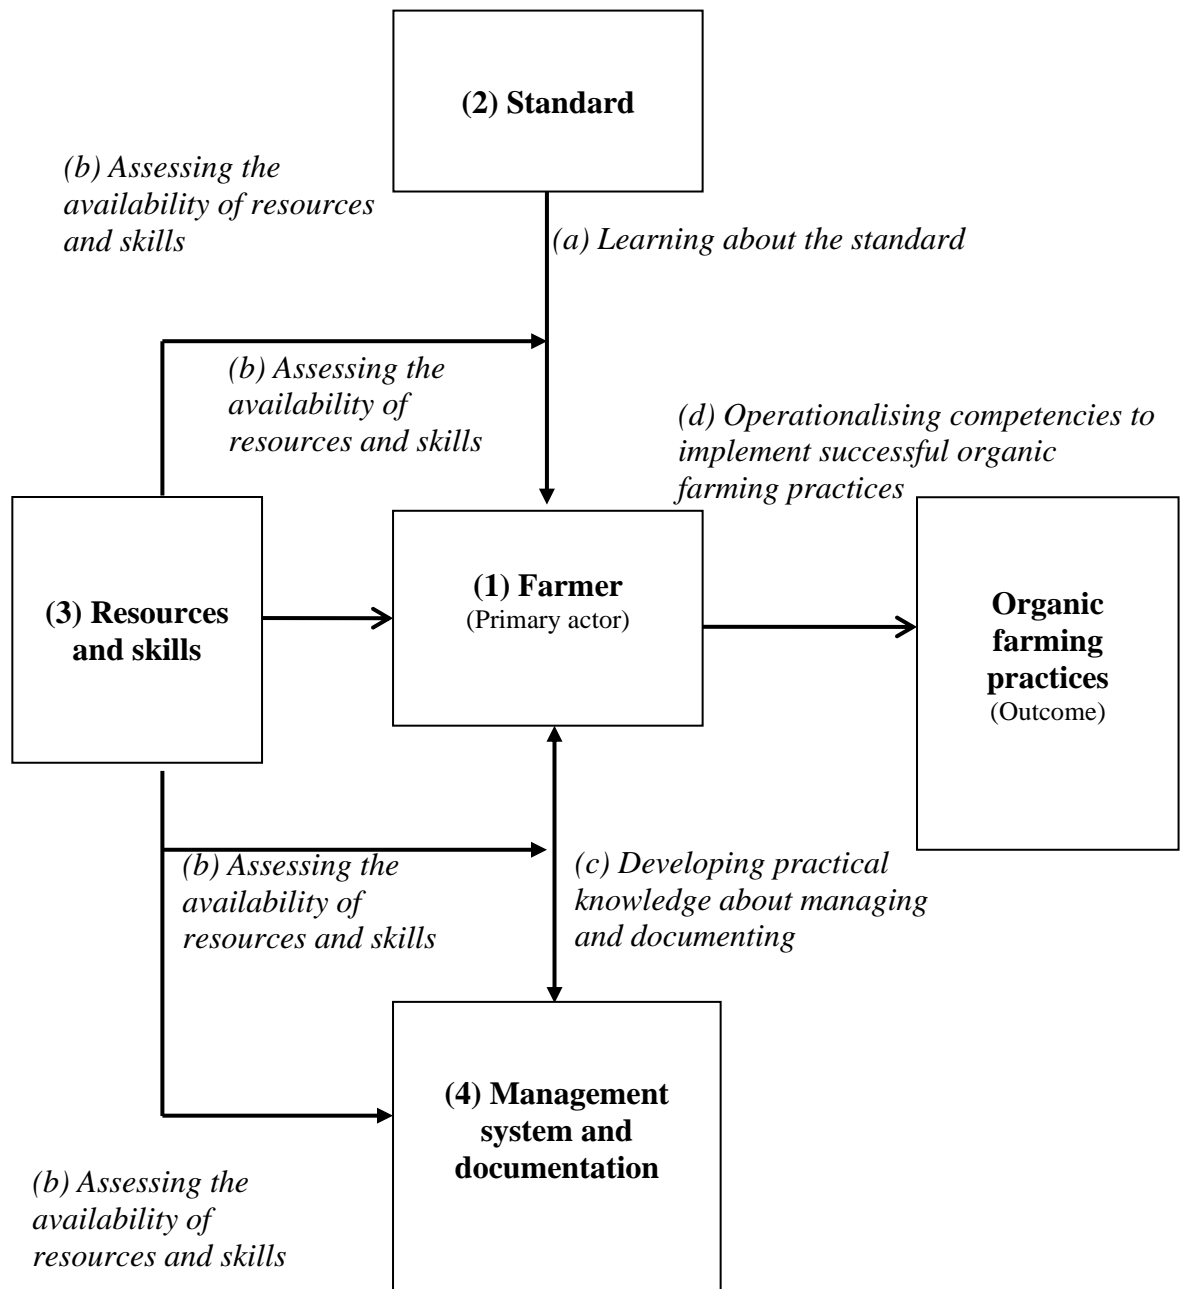 (2) Standard
(b) Assessing the
availability of resources
and skills
(a) Learning about the standard
(b) Assessing the
availability of
resources and skills
(d) Operationalising competencies to
implement successful organic
farming practices
(3) Resources
and skills
(1) Farmer
(Primary actor)
Organic
farming
practices
(Outcome)
(b) Assessing the
availability of
resources and skills
(c) Developing practical
knowledge about managing
and documenting
(4) Management
system and
documentation
(b) Assessing the
availability of
resources and skills